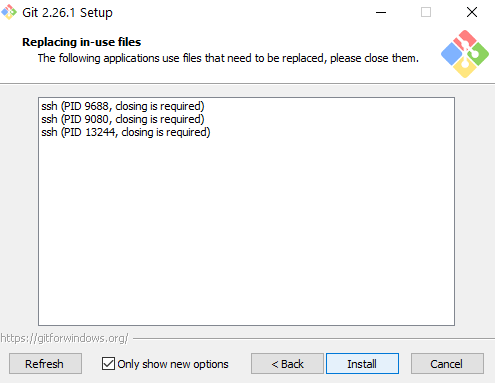 Git 2.26.1 Setup
Replacing in-use files
The following applications use files that need to be replaced, please close them.
ssh (PID 9688, closing is required)
ssh (PID 9080, closing is required)
ssh (PID 13244, closing is required)
https://gitforwindows.org/
Refresh
Only show new options
< Back
Install
Cancel